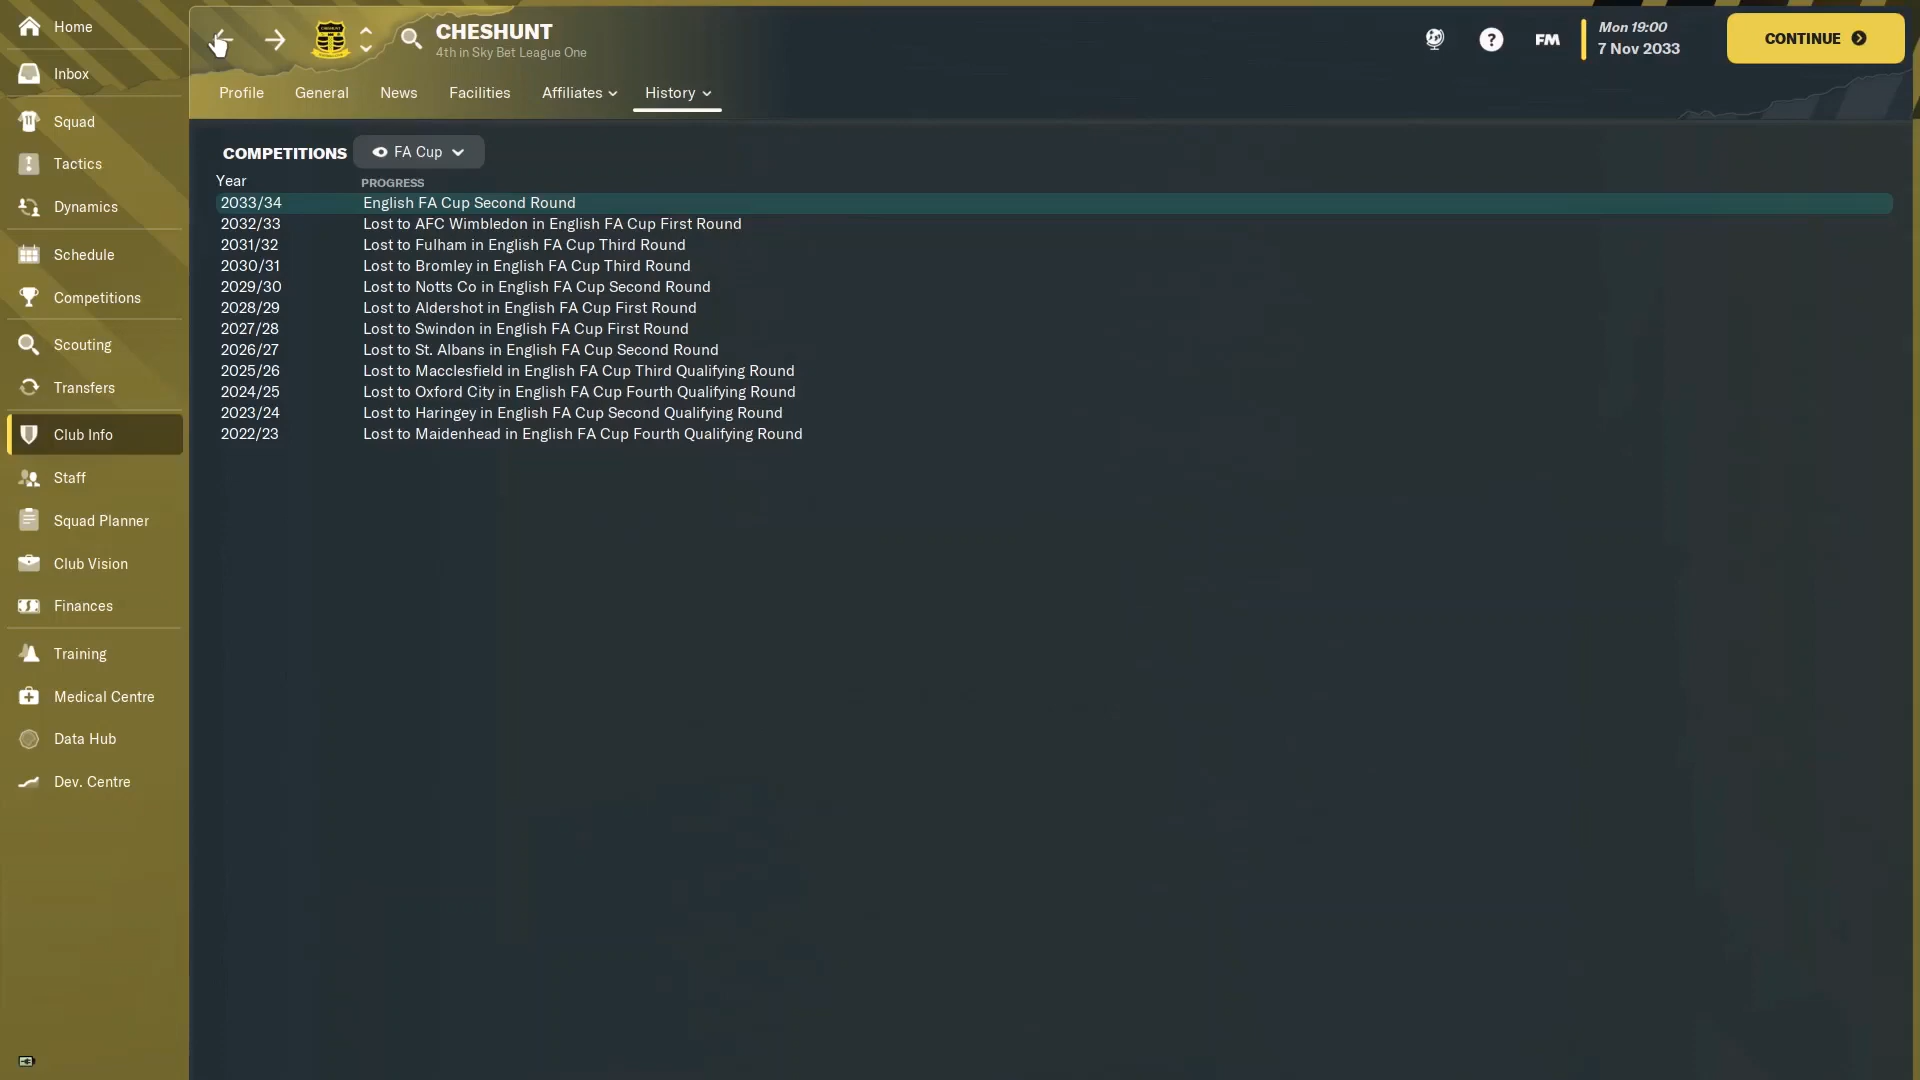 Home
Inbox
Squad
Tactics
Dynamics
Schedule
Competitions
Scouting
Transfers
Club Info
Staff
Squad Planner
Club Vision
Finances
Training
Medical Centre
Data Hub
Dev. Centre
CHESHUNT
4th in Sky Bet League One
FM
Mon 19:00
7 Nov 2033
CONTINUE
Profile General News Facilities Affiliates History
COMPETITIONS FA Cup
Year PROGRESS
2033/34 English FA Cup Second Round
2032/33 Lost to AFC Wimbledon in English FA Cup First Round
2031/32 Lost to Fulham in English FA Cup Third Round
2030/31 Lost to Bromley in English FA Cup Third Round
2029/30 Lost to Notts Co in English FA Cup Second Round
2028/29 Lost to Aldershot in English FA Cup First Round
2027/28 Lost to Swindon in English FA Cup First Round
2026/27 Lost to St. Albans in English FA Cup Second Round
2025/26 Lost to Macclesfield in English FA Cup Third Qualifying Round
2024/25 Lost to Oxford City in English FA Cup Fourth Qualifying Round
2023/24 Lost to Haringey in English FA Cup Second Qualifying Round
2022/23 Lost to Maidenhead in English FA Cup Fourth Qualifying Round